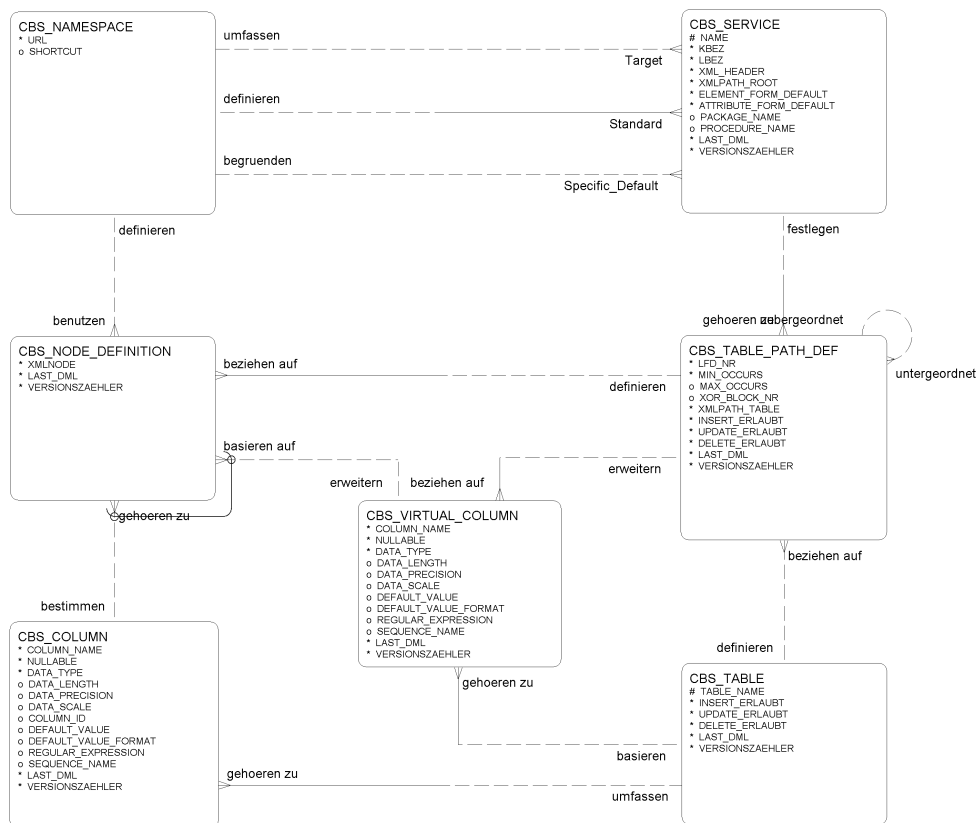 CBS_NAMESPACE
* URL
o SHORTCUT
umfassen
Target
definieren
Standard
begruenden
Specific_Default
CBS_SERVICE
# NAME
* KBEZ
* LBEZ
* XML_HEADER
* XMLPATH_ROOT
* ELEMENT_FORM_DEFAULT
* ATTRIBUTE_FORM_DEFAULT
o PACKAGE_NAME
o PROCEDURE_NAME
* LAST_DML
* VERSIONSZAEHLER
definieren
benutzen
festlegen
gehoeren zu
uebergeordnet
untergeordnet
CBS_NODE_DEFINITION
* XMLNODE
* LAST_DML
* VERSIONSZAEHLER
beziehen auf
definieren
CBS_TABLE_PATH_DEF
* LFD_NR
* MIN_OCCURS
o MAX_OCCURS
o XOR_BLOCK_NR
* XMLPATH_TABLE
* INSERT_ERLAUBT
* UPDATE_ERLAUBT
* DELETE_ERLAUBT
* LAST_DML
* VERSIONSZAEHLER
basieren auf
erweitern
beziehen auf
erweitern
gehoeren zu
bestimmen
CBS_VIRTUAL_COLUMN
* COLUMN_NAME
* NULLABLE
* DATA_TYPE
o DATA_LENGTH
o DATA_PRECISION
o DATA_SCALE
o DEFAULT_VALUE
o DEFAULT_VALUE_FORMAT
o REGULAR_EXPRESSION
o SEQUENCE_NAME
* LAST_DML
* VERSIONSZAEHLER
beziehen auf
definieren
CBS_COLUMN
* COLUMN_NAME
* NULLABLE
* DATA_TYPE
o DATA_LENGTH
o DATA_PRECISION
o DATA_SCALE
o COLUMN_ID
o DEFAULT_VALUE
o DEFAULT_VALUE_FORMAT
o REGULAR_EXPRESSION
o SEQUENCE_NAME
* LAST_DML
* VERSIONSZAEHLER
gehoeren zu
basieren
gehoeren zu
umfassen
CBS_TABLE
# TABLE_NAME
* INSERT_ERLAUBT
* UPDATE_ERLAUBT
* DELETE_ERLAUBT
* LAST_DML
* VERSIONSZAEHLER